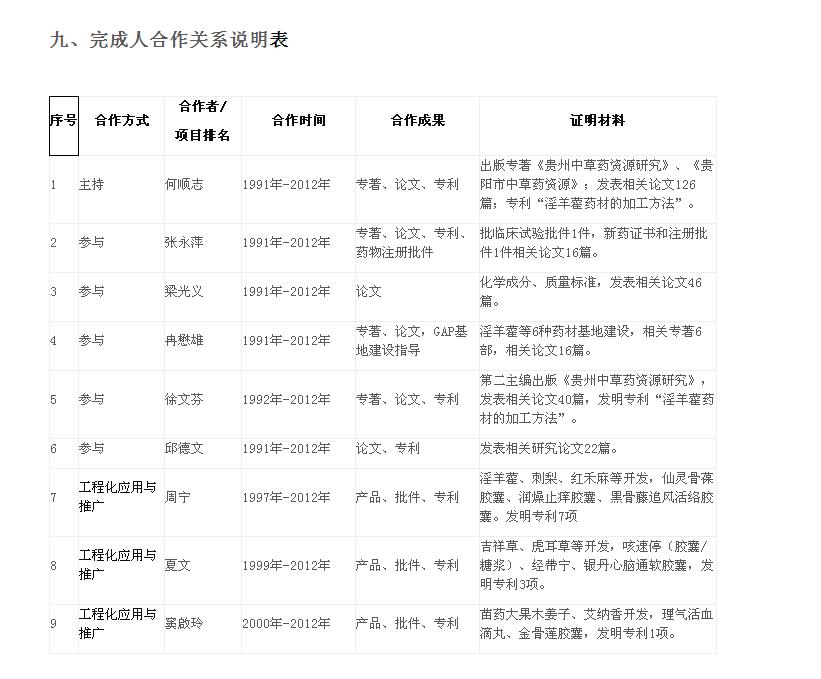 九、完成人合作关系说明表
序号 合作方式 合作者/ 项目排名 合作时间 合作成果 证明材料
1 主持 何顺志 1991年-2012年 专著、论文、专利 出版专著《贵州中草药资源研究》、《贵
阳市中草药资源》；发表相关论文126
篇；专利“淫羊藿药材的加工方法”。
2 参与 张永萍 1991年-2012年 专著、论文、专利、 批临床试验批件1件，新药证书和注册批
药物注册批件 件1件相关论文16篇。
3 参与 梁光义 1991年-2012年 论文 化学成分、质量标准，发表相关论文46
篇。
4 参与 冉懋雄 1991年-2012年 专著、论文，GAP基 淫羊藿等6种药材基地建设，相关专著6
地建设指导 部，相关论文16篇。
5 参与 徐文芬 1992年-2012年 专著、论文、专利 第二主编出版《贵州中草药资源研究》，
发表相关论文40篇，发明专利“淫羊藿药
材的加工方法”。
6 参与 邱德文 1991年-2012年 论文、专利 发表相关研究论文22篇。
7 工程化应用与 周宁 1997年-2012年 产品、批件、专利 淫羊藿、刺梨、红禾麻等开发，仙灵骨葆
推广 胶囊、润燥止痒胶囊、黑骨藤追风活络胶
囊。发明专利7项
8 工程化应用与 夏文 1999年-2012年 产品、批件、专利 吉祥草、虎耳草等开发，咳速停（胶囊/
推广 糖浆）、经带宁、银丹心脑通软胶囊，发
明专利3项。
9 工程化应用与 窦啟玲 2000年-2012年 产品、批件、专利 苗药大果木姜子、艾纳香开发，理气活血
推广 滴丸、金骨莲胶囊，发明专利1项。